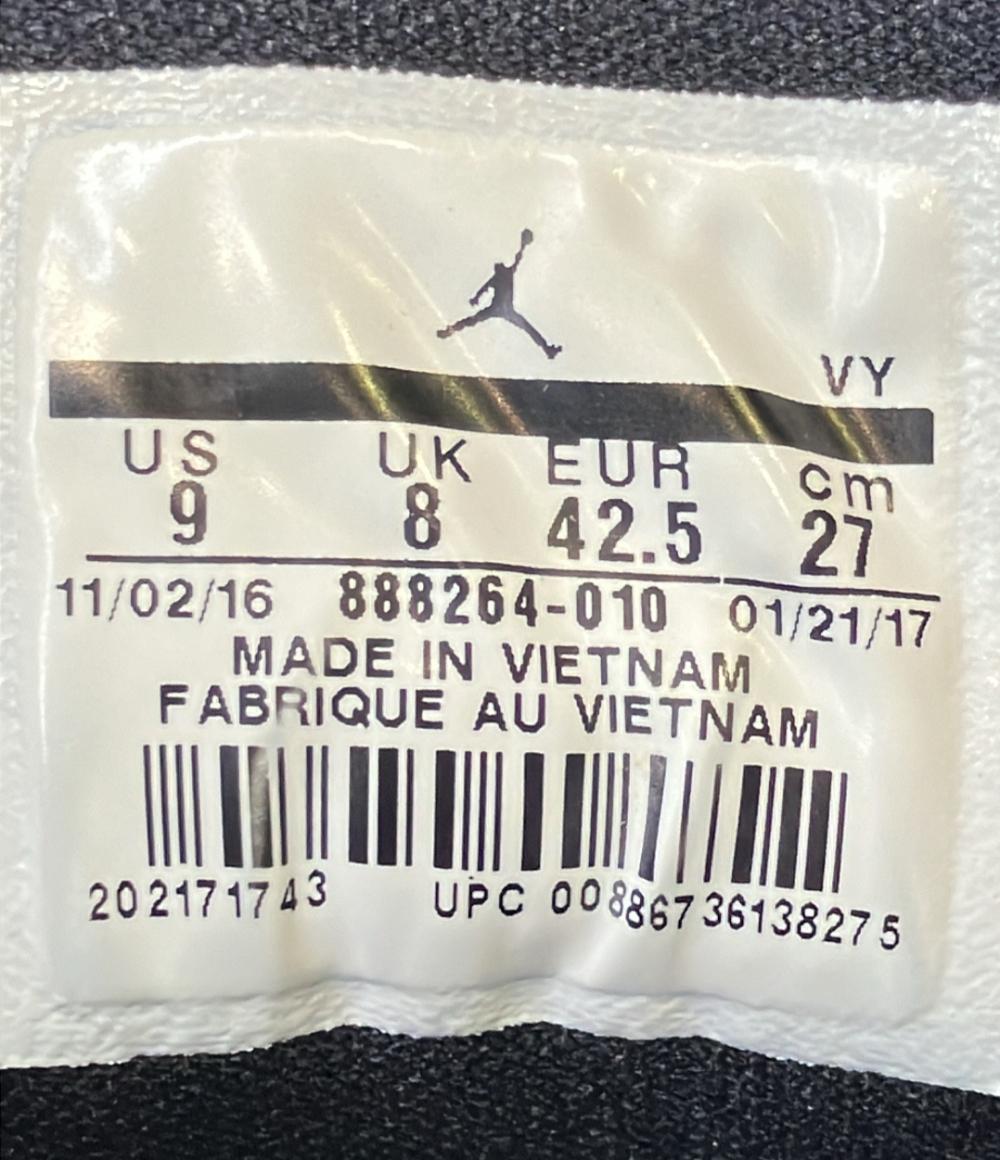 VY
US UK EUR cm
9 8 42.5 27
11/02/16 888264-010 01/21/17
MADE IN VIETNAM
FABRIQUE AU VIETNAM
202171743 UPC 00886736138275